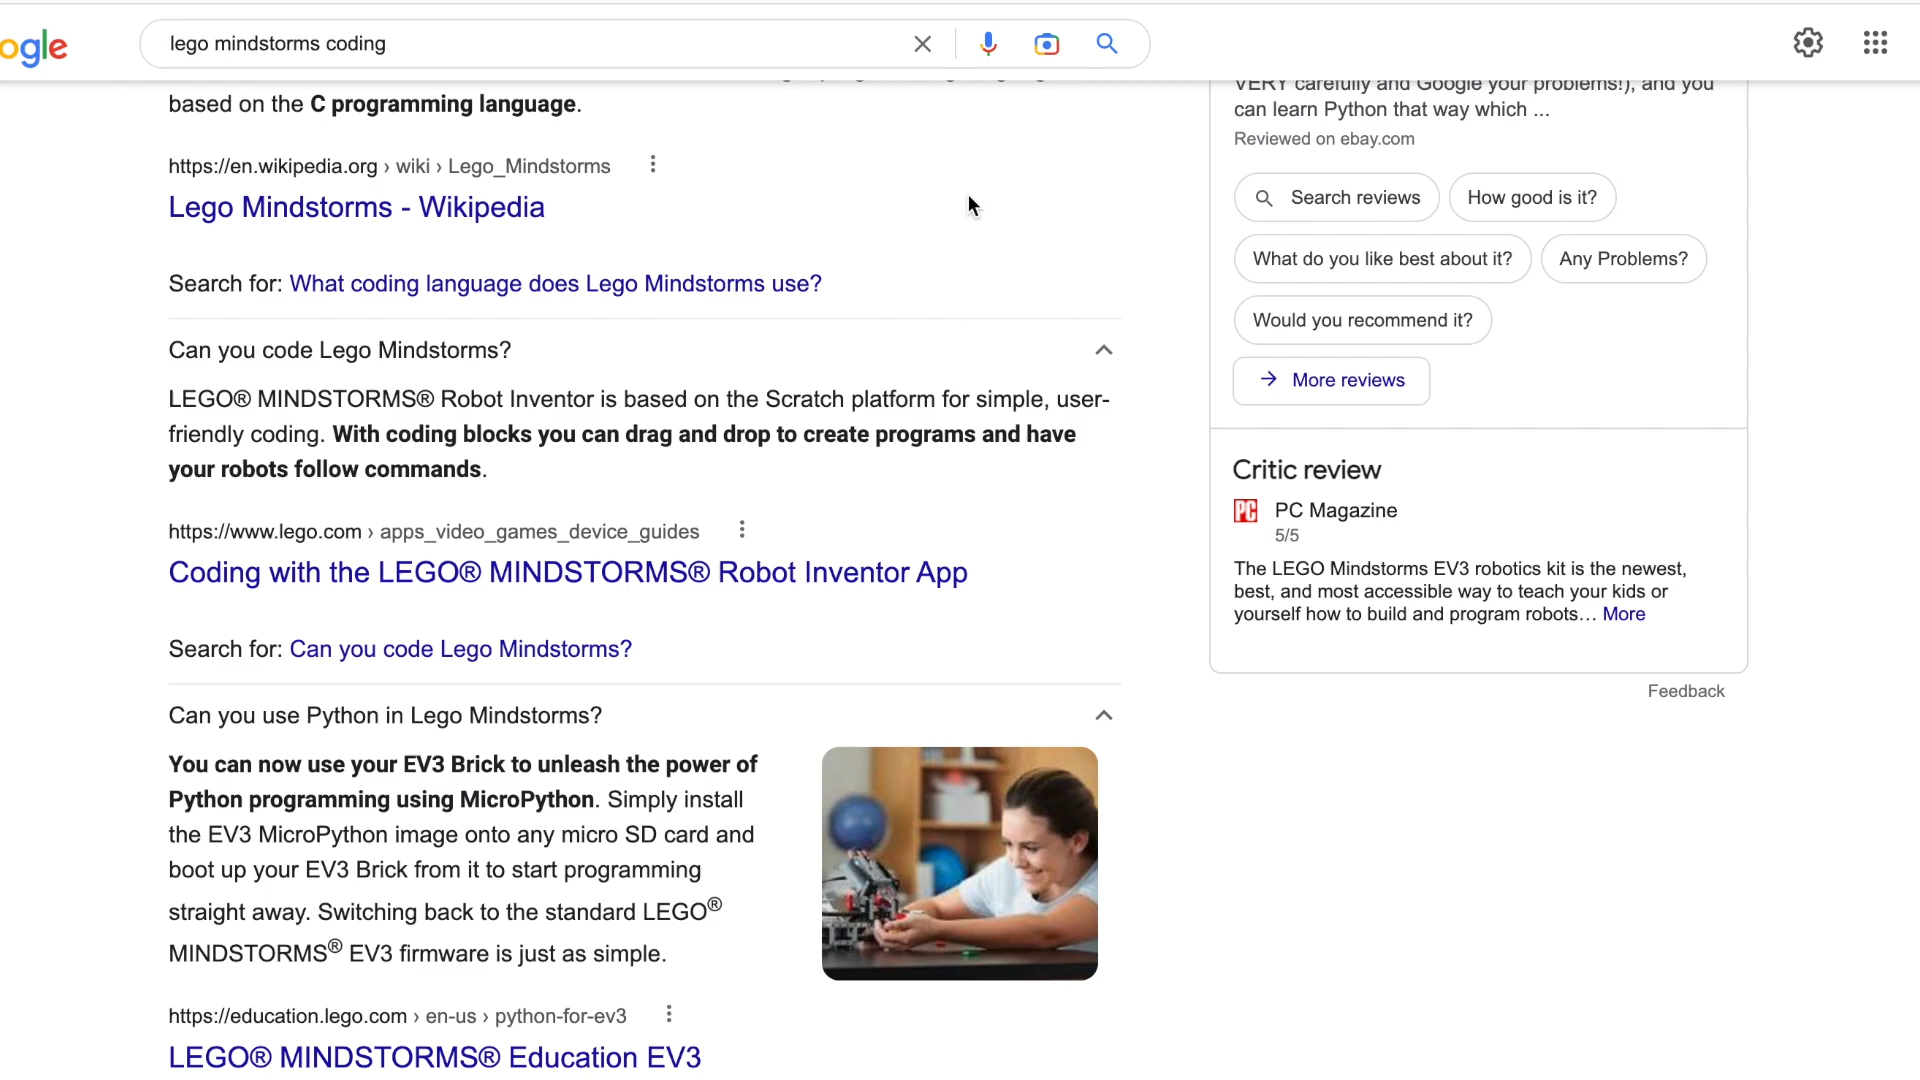 ogle
lego mindstorms coding
based on the C programming language.
https://en.wikipedia.org › wiki › Lego_Mindstorms
Lego Mindstorms - Wikipedia
Search for: What coding language does Lego Mindstorms use?
Can you code Lego Mindstorms?
LEGO® MINDSTORMS® Robot Inventor is based on the Scratch platform for simple, user-
friendly coding. With coding blocks you can drag and drop to create programs and have
your robots follow commands.
https://www.lego.com › apps_video_games_device_guides
Coding with the LEGO® MINDSTORMS® Robot Inventor App
Search for: Can you code Lego Mindstorms?
Can you use Python in Lego Mindstorms?
You can now use your EV3 Brick to unleash the power of
Python programming using MicroPython. Simply install
the EV3 MicroPython image onto any micro SD card and
boot up your EV3 Brick from it to start programming
straight away. Switching back to the standard LEGO®
MINDSTORMS® EV3 firmware is just as simple.
https://education.lego.com › en-us › python-for-ev3
LEGO® MINDSTORMS® Education EV3
VERY carefully and Google your problems!), and you
can learn Python that way which ...
Reviewed on ebay.com
Search reviews
How good is it?
What do you like best about it?
Any Problems?
Would you recommend it?
→ More reviews
Critic review
PC PC Magazine
5/5
The LEGO Mindstorms EV3 robotics kit is the newest,
best, and most accessible way to teach your kids or
yourself how to build and program robots... More
Feedback